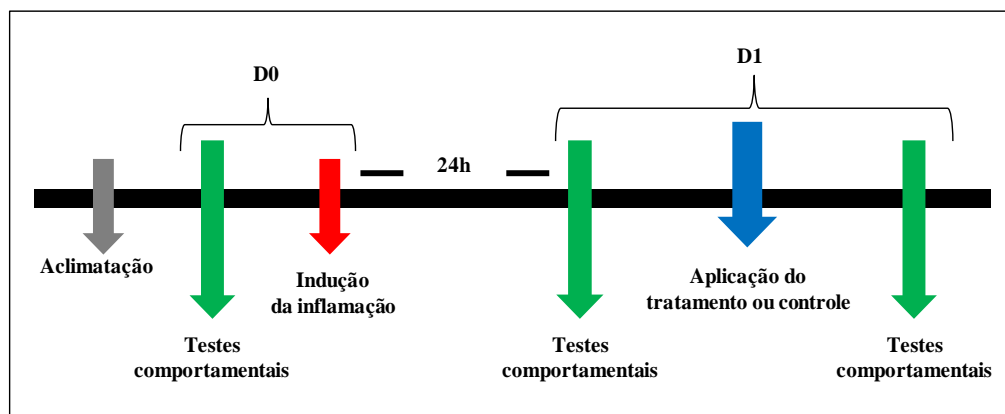 D0
D1
24h
Aclimatação
Testes
comportamentais
Indução
da inflamação
Testes
comportamentais
Aplicação do
tratamento ou controle
Testes
comportamentais